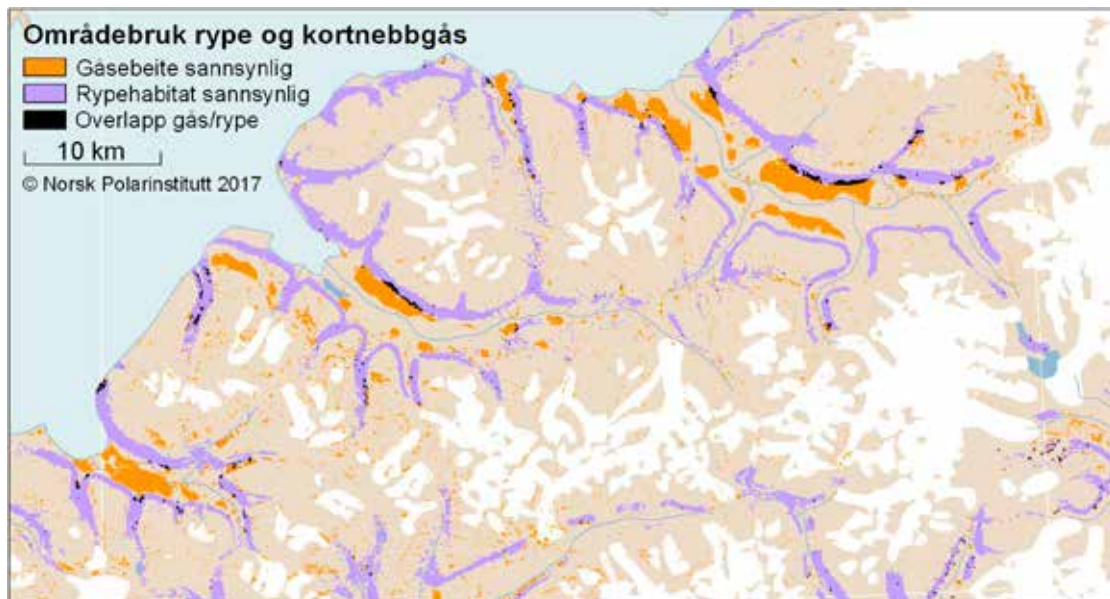 Områdebruk rype og kortnebbgås
Gåsebeite sannsynlig
Rypehabitat sannsynlig
Overlapp gås/rype
10 km
© Norsk Polarinstitutt 2017